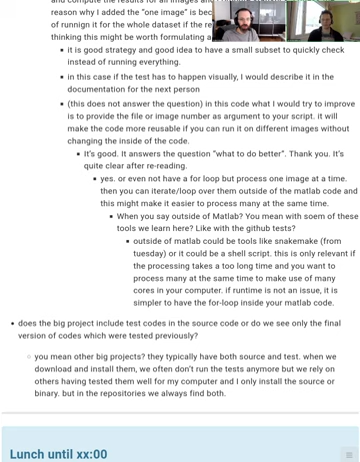 and compute the results for all images and
reason why I added the "one image" is bec
of runnign it for the whole dataset if the re
thinking this might be worth formulating a
it is good strategy and good idea to have a small subset to quickly check
instead of running everything.
in this case if the test has to happen visually, I would describe it in the
documentation for the next person
(this does not answer the question) in this code what I would try to improve
is to provide the file or image number as argument to your script. it will
make the code more reusable if you can run it on different images without
changing the inside of the code.
It's good. It answers the question "what to do better". Thank you. It's
quite clear after re-reading.
yes. or even not have a for loop but process one image at a time.
then you can iterate/loop over them outside of the matlab code and
this might make it easier to process many at the same time.
When you say outside of Matlab? You mean with soem of these
tools we learn here? Like with the github tests?
outside of matlab could be tools like snakemake (from
tuesday) or it could be a shell script. this is only relevant if
the processing takes a too long time and you want to
process many at the same time to make use of many
cores in your computer. if runtime is not an issue, it is
simpler to have the for-loop inside your matlab code.
does the big project include test codes in the source code or do we see only the final
version of codes which were tested previously?
you mean other big projects? they typically have both source and test. when we
download and install them, we often don't run the tests anymore but we rely on
others having tested them well for my computer and I only install the source or
binary. but in the repositories we always find both.
Lunch until xx:00